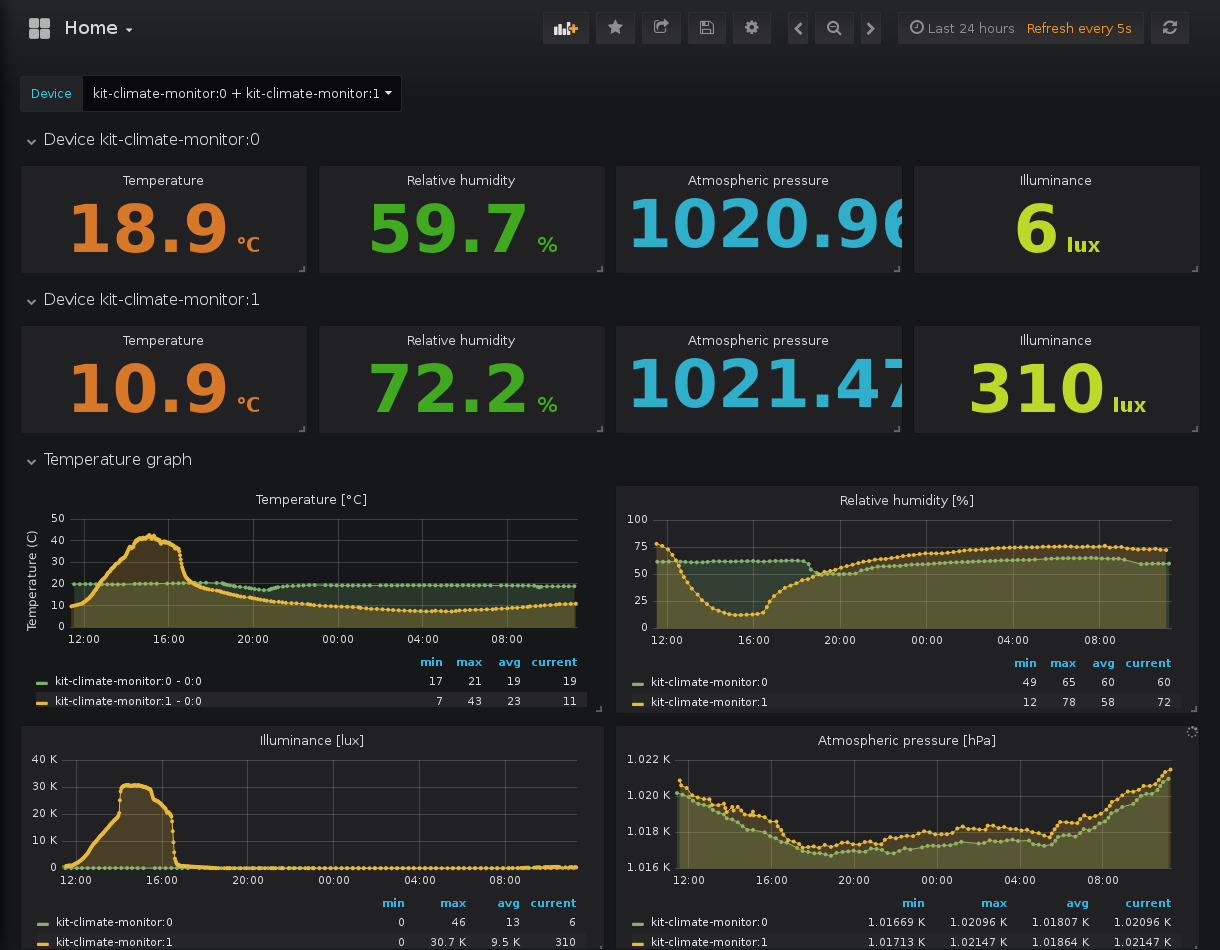 Home
Last 24 hours Refresh every 5s
Device kit-climate-monitor:0 + kit-climate-monitor:1
Device kit-climate-monitor:0
Temperature Relative humidity Atmospheric pressure Illuminance
18.9 °C 59.7 % 1020.96 6 lux
Device kit-climate-monitor:1
Temperature Relative humidity Atmospheric pressure Illuminance
10.9 °C 72.2 % 1021.47 310 lux
Temperature graph
Temperature [°C]
Temperature (C)
50
40
30
20
10
0
12:00 16:00 20:00 00:00 04:00 08:00
min max avg current
kit-climate-monitor:0 - 0:0 17 21 19 19
kit-climate-monitor:1 - 0:0 7 43 23 11
Relative humidity [%]
100
75
50
25
0
12:00 16:00 20:00 00:00 04:00 08:00
min max avg current
kit-climate-monitor:0 49 65 60 60
kit-climate-monitor:1 12 78 58 72
Illuminance [lux]
40 K
30 K
20 K
10 K
0
12:00 16:00 20:00 00:00 04:00 08:00
min max avg current
kit-climate-monitor:0 0 46 13 6
kit-climate-monitor:1 0 30.7 K 9.5 K 310
Atmospheric pressure [hPa]
1.022 K
1.020 K
1.018 K
1.016 K
12:00 16:00 20:00 00:00 04:00 08:00
min max avg current
kit-climate-monitor:0 1.01669 K 1.02096 K 1.01807 K 1.02096 K
kit-climate-monitor:1 1.01713 K 1.02147 K 1.01864 K 1.02147 K